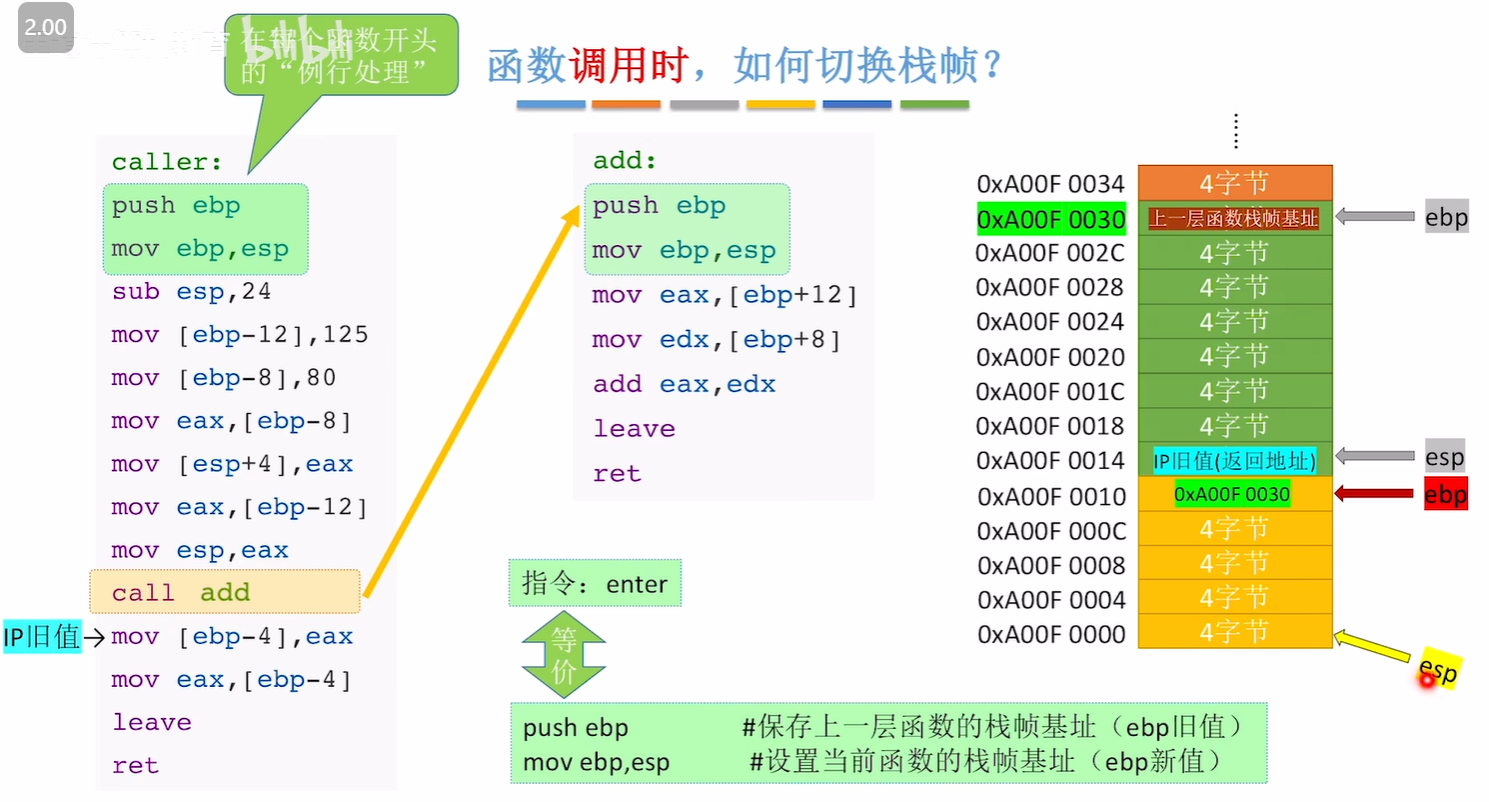 2.00
bilibili
在每个函数开头
的“例行处理”
函数调用时，如何切换栈帧？
caller:
push ebp
mov ebp,esp
sub esp,24
mov [ebp-12],125
mov [ebp-8],80
mov eax,[ebp-8]
mov [esp+4],eax
mov eax,[ebp-12]
mov esp,eax
call add
IP旧值→mov [ebp-4],eax
mov eax,[ebp-4]
leave
ret
add:
push ebp
mov ebp,esp
mov eax,[ebp+12]
mov edx,[ebp+8]
add eax,edx
leave
ret
指令：enter
等
价
push ebp #保存上一层函数的栈帧基址（ebp旧值）
mov ebp,esp #设置当前函数的栈帧基址（ebp新值）
0xA00F 0034 4字节
0xA00F 0030 上一层函数栈帧基址 ebp
0xA00F 002C 4字节
0xA00F 0028 4字节
0xA00F 0024 4字节
0xA00F 0020 4字节
0xA00F 001C 4字节
0xA00F 0018 4字节
0xA00F 0014 IP旧值(返回地址) esp
0xA00F 0010 0xA00F 0030 ebp
0xA00F 000C 4字节
0xA00F 0008 4字节
0xA00F 0004 4字节
0xA00F 0000 4字节
esp